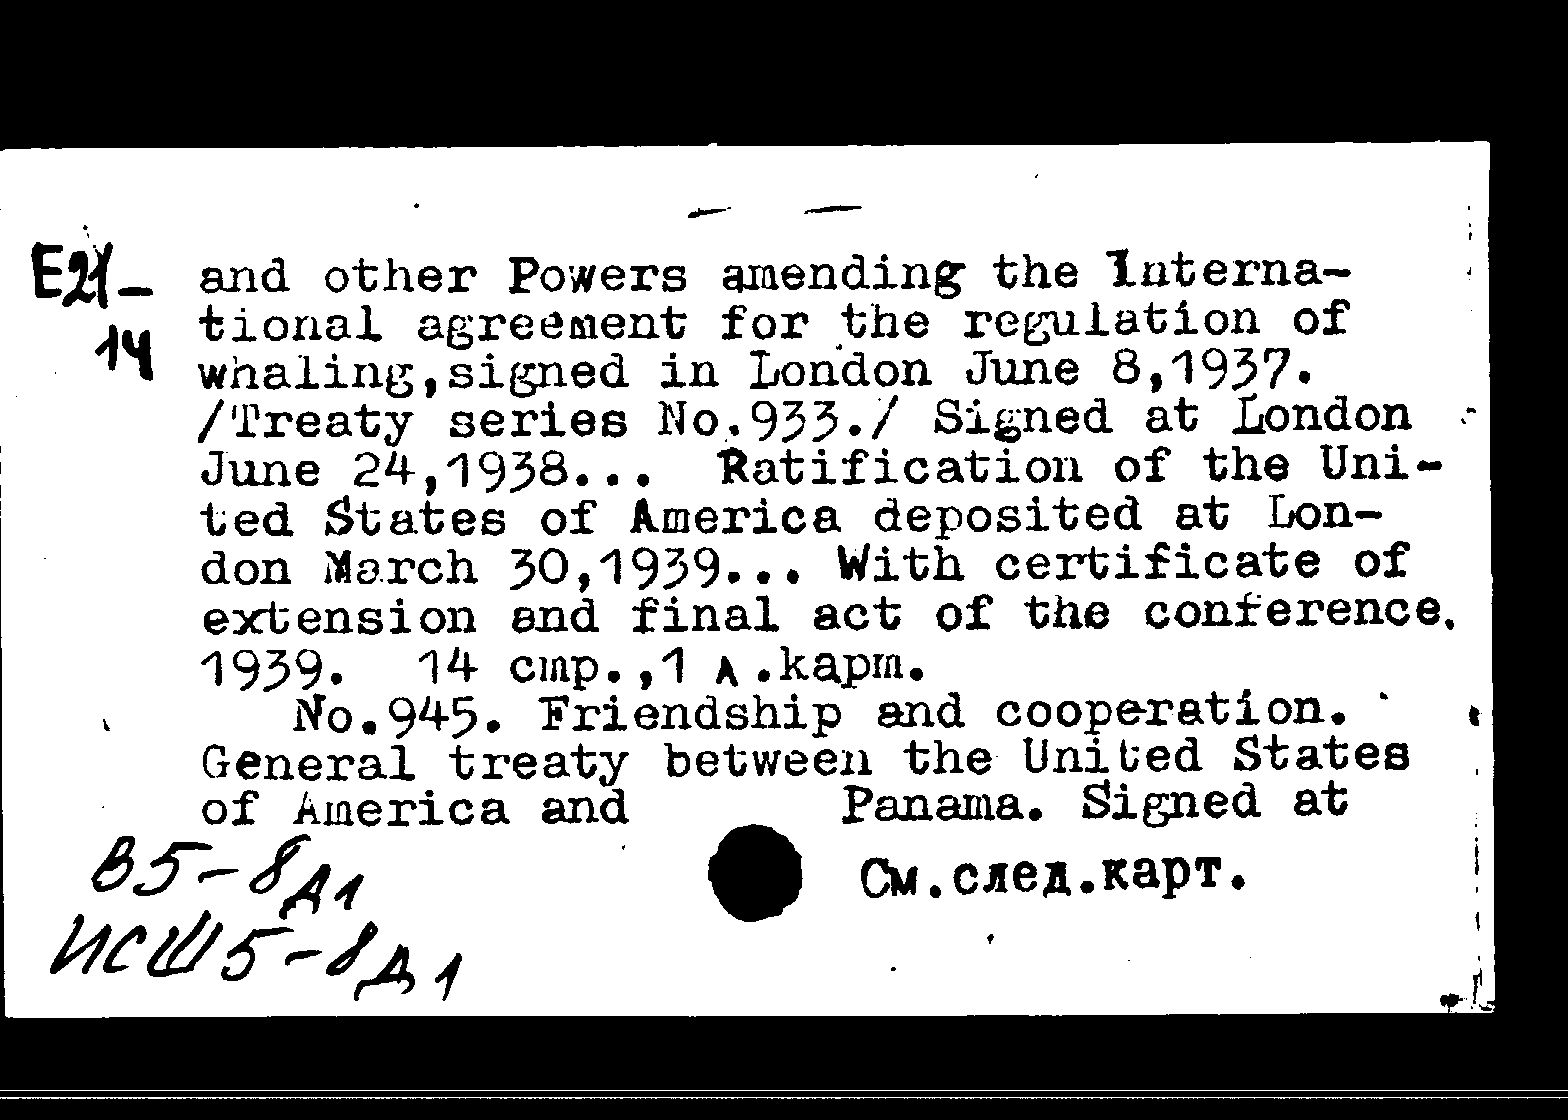 E21-
14
and other Powers amending the Interna-
tional agreement for the regulation of
whaling,signed in London June 8,1937.
/Treaty series No.933./ Signed at London
June 24,1938... Ratification of the Uni-
ted States of America deposited at Lon-
don March 30,1939... With certificate of
extension and final act of the conference.
1939. 14 стр.,1 л.карт.
No.945. Friendship and cooperation.
General treaty between the United States
of America and Panama. Signed at
См.след.карт.
В5-8д1
ИСШ5-8д1